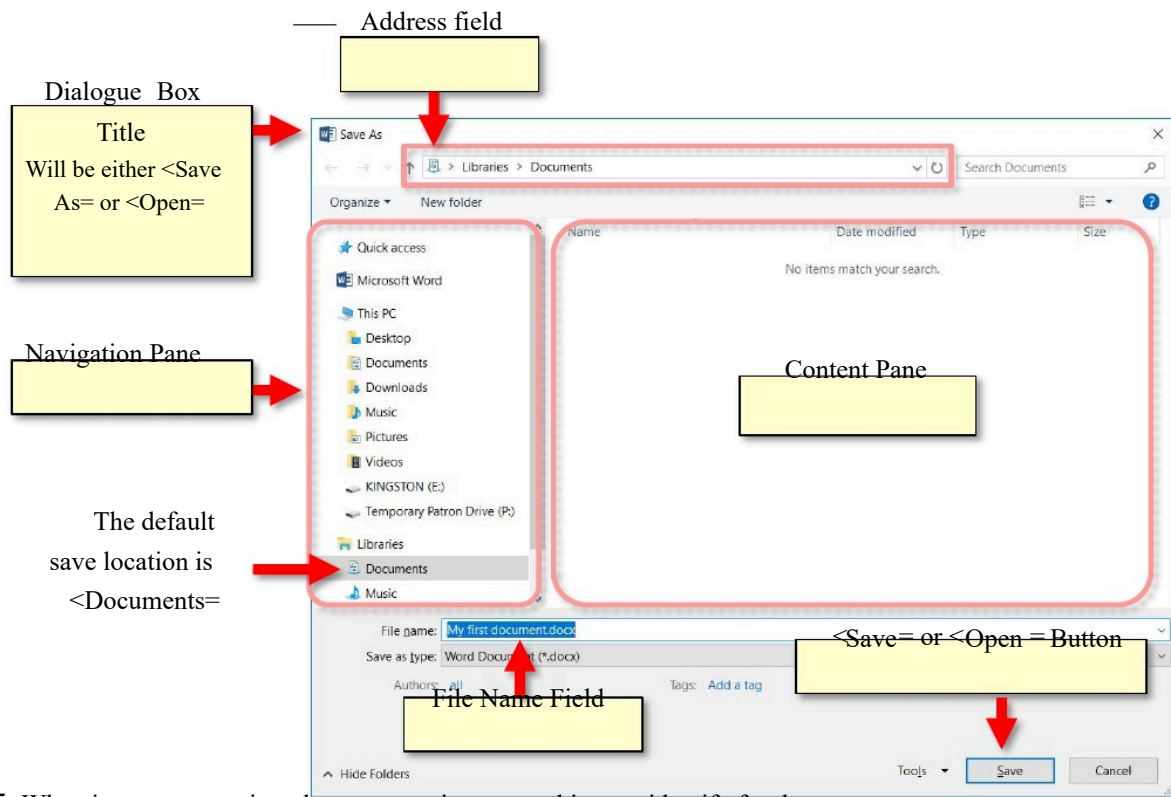 Address field
Dialogue Box
Title
Will be either <Save
As= or <Open=
Save As
> Libraries > Documents
Search Documents
Organize
New folder
Name
Date modified
Type
Size
No items match your search.
Quick access
Microsoft Word
This PC
Desktop
Documents
Downloads
Music
Pictures
Videos
KINGSTON (E:)
Temporary Patron Drive (P:)
Libraries
Documents
Music
Navigation Pane
Content Pane
The default
save location is
<Documents=
File name: My first document.docx
Save as type: Word Document (*.docx)
Authors: all
Tags: Add a tag
<Save= or <Open = Button
File Name Field
Hide Folders
Tools
Save
Cancel